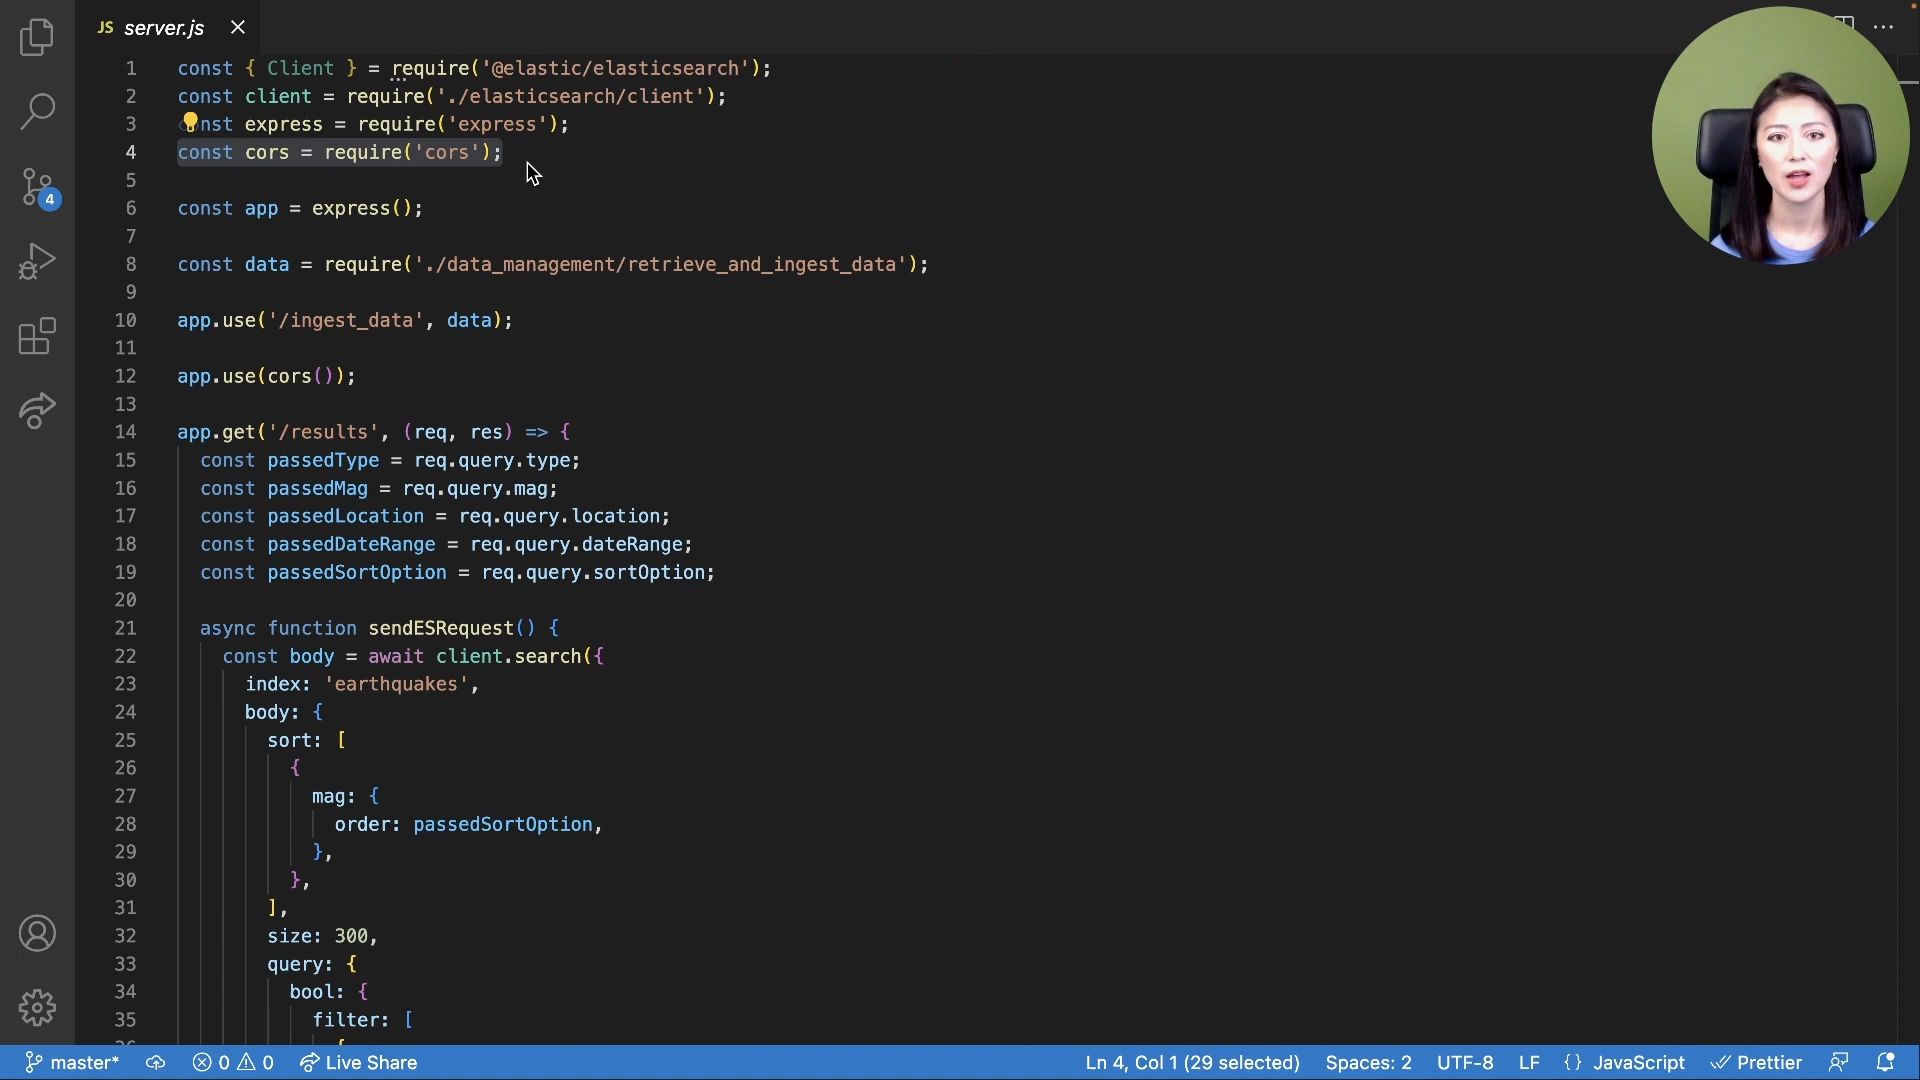 JS server.js
1 const { Client } = require('@elastic/elasticsearch');
2 const client = require('./elasticsearch/client');
3 const express = require('express');
4 const cors = require('cors');
5
6 const app = express();
7
8 const data = require('./data_management/retrieve_and_ingest_data');
9
10 app.use('/ingest_data', data);
11
12 app.use(cors());
13
14 app.get('/results', (req, res) => {
15 const passedType = req.query.type;
16 const passedMag = req.query.mag;
17 const passedLocation = req.query.location;
18 const passedDateRange = req.query.dateRange;
19 const passedSortOption = req.query.sortOption;
20
21 async function sendESRequest() {
22 const body = await client.search({
23 index: 'earthquakes',
24 body: {
25 sort: [
26 {
27 mag: {
28 order: passedSortOption,
29 },
30 },
31 ],
32 size: 300,
33 query: {
34 bool: {
35 filter: [
4
master* 0 0 Live Share Ln 4, Col 1 (29 selected) Spaces: 2 UTF-8 LF {} JavaScript Prettier